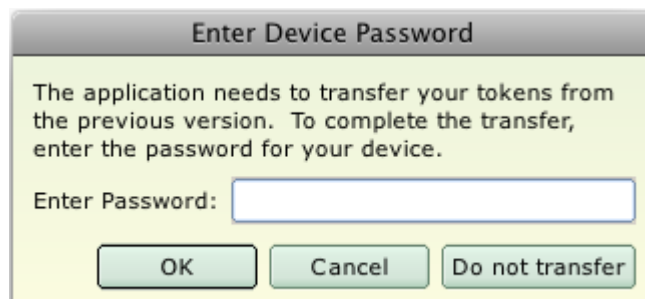 Enter Device Password
The application needs to transfer your tokens from
the previous version.  To complete the transfer,
enter the password for your device.
Enter Password:
OK Cancel Do not transfer